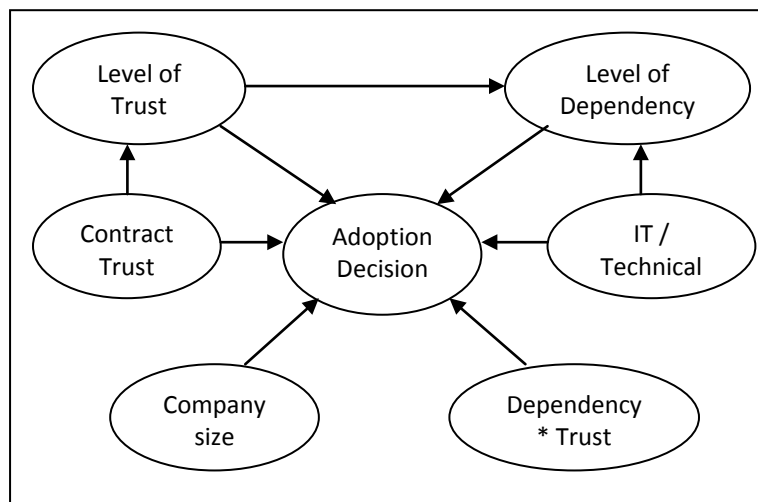 Level of
Trust
Level of
Dependency
Contract
Trust
Adoption
Decision
IT /
Technical
Company
size
Dependency
* Trust